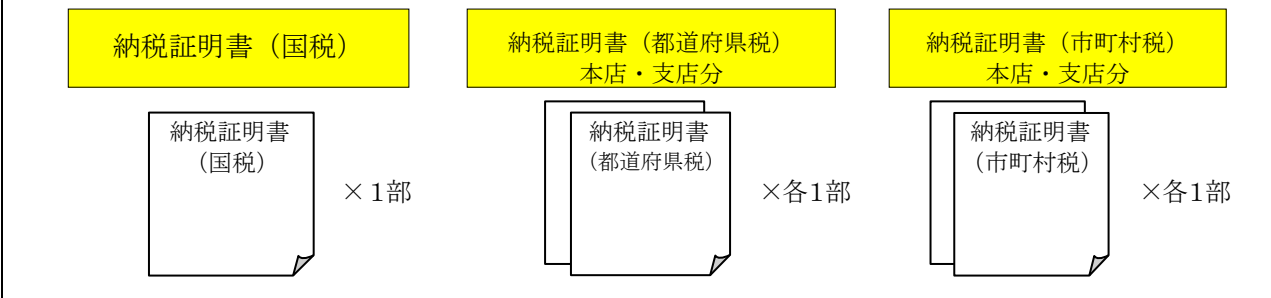 納税証明書（国税）
納税証明書（都道府県税）
本店・支店分
納税証明書（市町村税）
本店・支店分
納税証明書
（国税）
×１部
納税証明書
（都道府県税）
×各1部
納税証明書
（市町村税）
×各1部